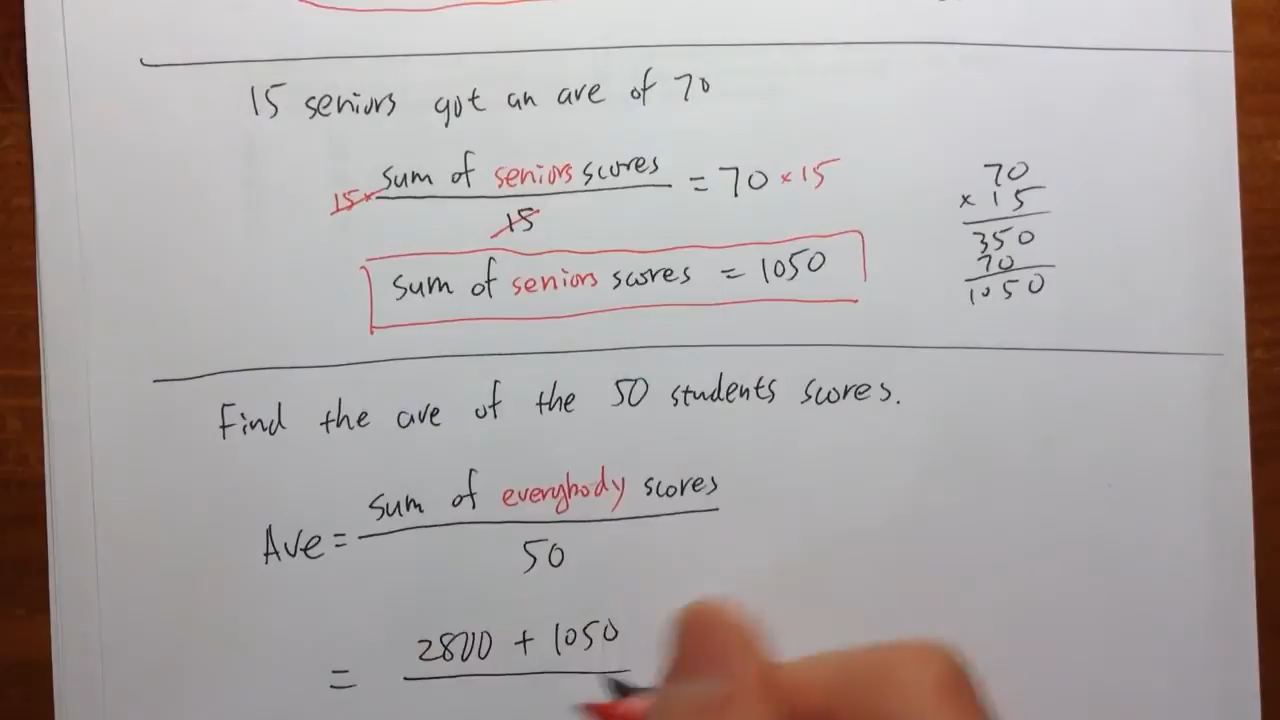 15 seniors got an ave of 70
15× sum of seniors scores / 15 = 70 × 15
sum of seniors scores = 1050
70
× 15
350
70
1050
Find the ave of the 50 students scores.
Ave = sum of everybody scores / 50
= 2800 + 1050